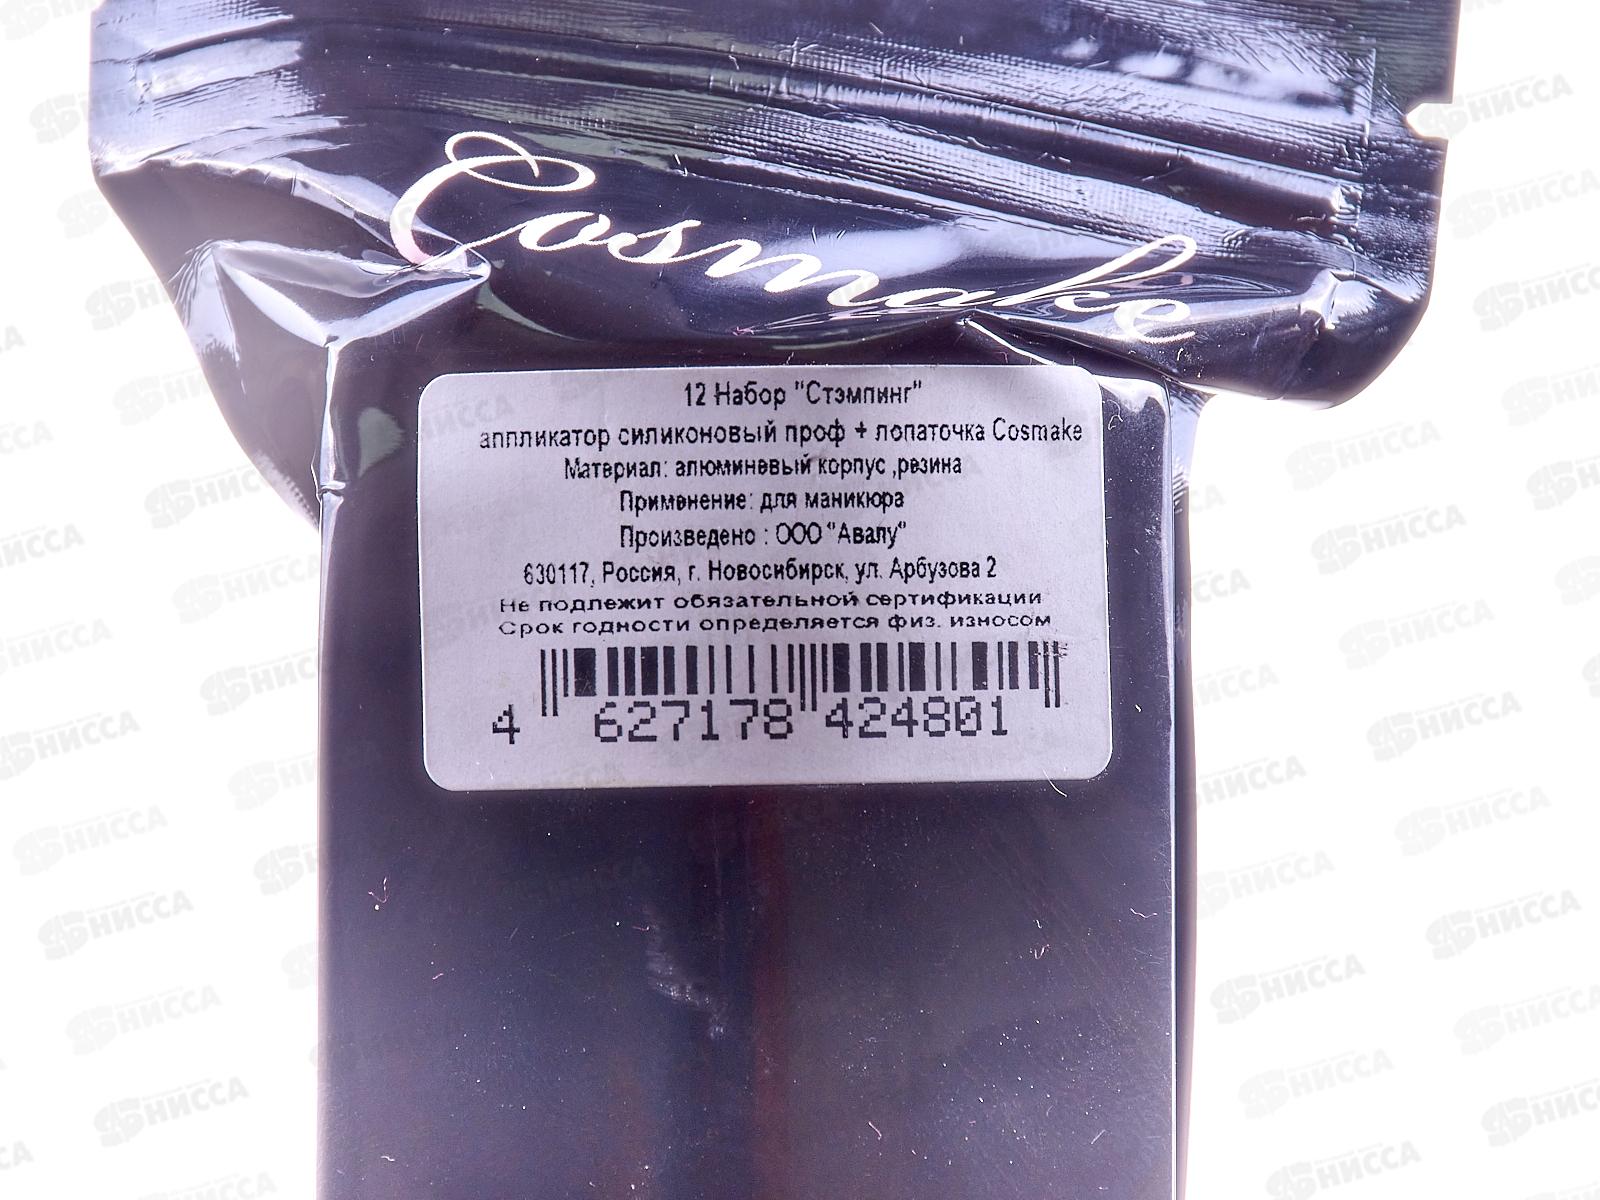 Cosmake
12 Набор "Стэмпинг"
аппликатор силиконовый проф + лопаточка Cosmake
Материал: алюминевый корпус ,резина
Применение: для маникюра
Произведено : ООО "Авалу"
630117, Россия, г. Новосибирск, ул. Арбузова 2
Не подлежит обязательной сертификации
Срок годности определяется физ. износом
4 627178 424801
НИССА